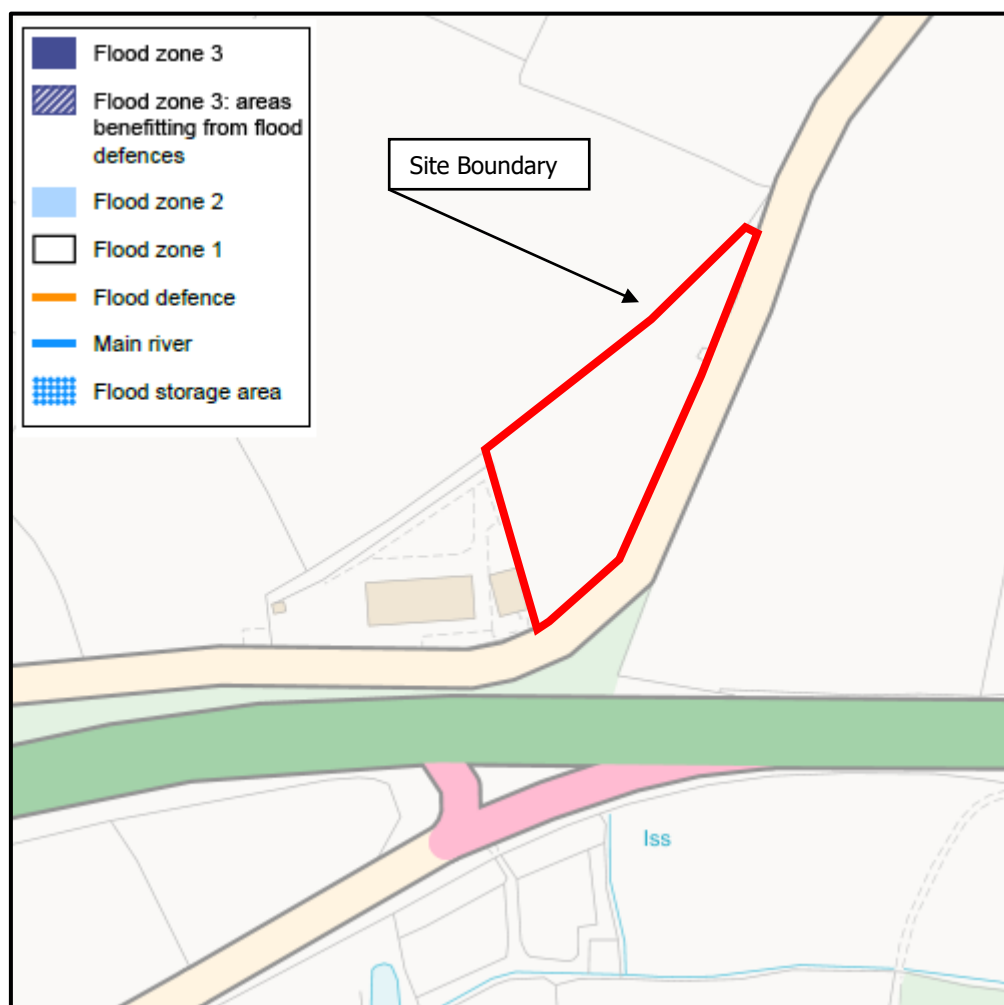 Flood zone 3
Flood zone 3: areas
benefitting from flood
defences
Flood zone 2
Flood zone 1
Flood defence
Main river
Flood storage area
Site Boundary
Iss